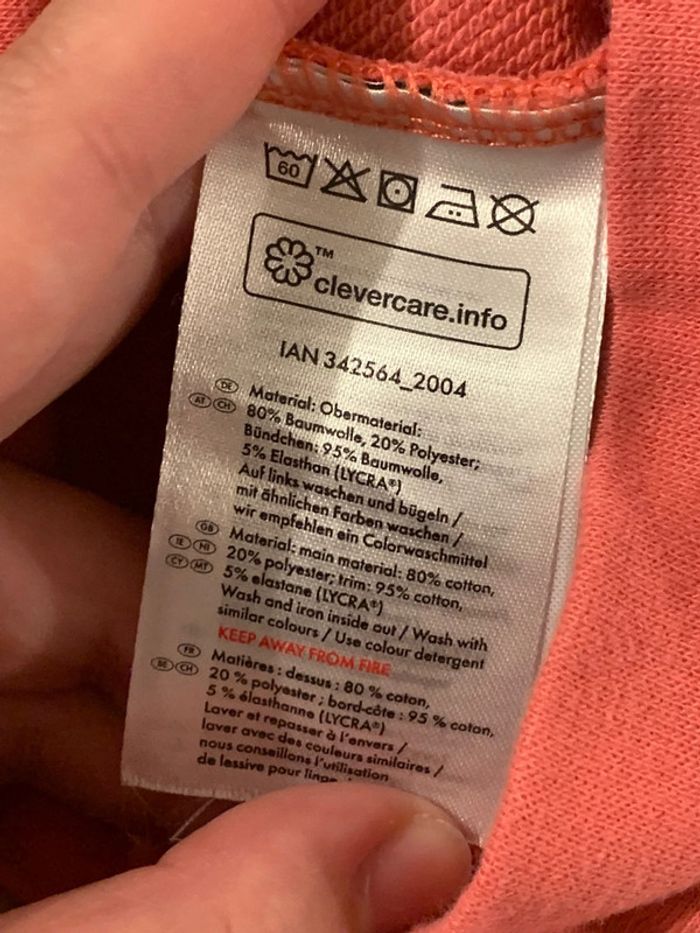 60
™
clevercare.info
IAN 342564_2004
DE Material: Obermaterial:
AT CH 80% Baumwolle, 20% Polyester;
Bündchen: 95% Baumwolle,
5% Elasthan (LYCRA®)
Auf links waschen und bügeln /
mit ähnlichen Farben waschen /
wir empfehlen ein Colorwaschmittel
GB Material: main material: 80% cotton,
IE NI 20% polyester; trim: 95% cotton,
CY MT 5% elastane (LYCRA®)
Wash and iron inside out / Wash with
similar colours / Use colour detergent
KEEP AWAY FROM FIRE
FR Matières : dessus : 80 % coton,
BE CH 20 % polyester ; bord-côte : 95 % coton,
5 % élasthanne (LYCRA®)
Laver et repasser à l'envers /
laver avec des couleurs similaires /
nous conseillons l'utilisation
de lessive pour